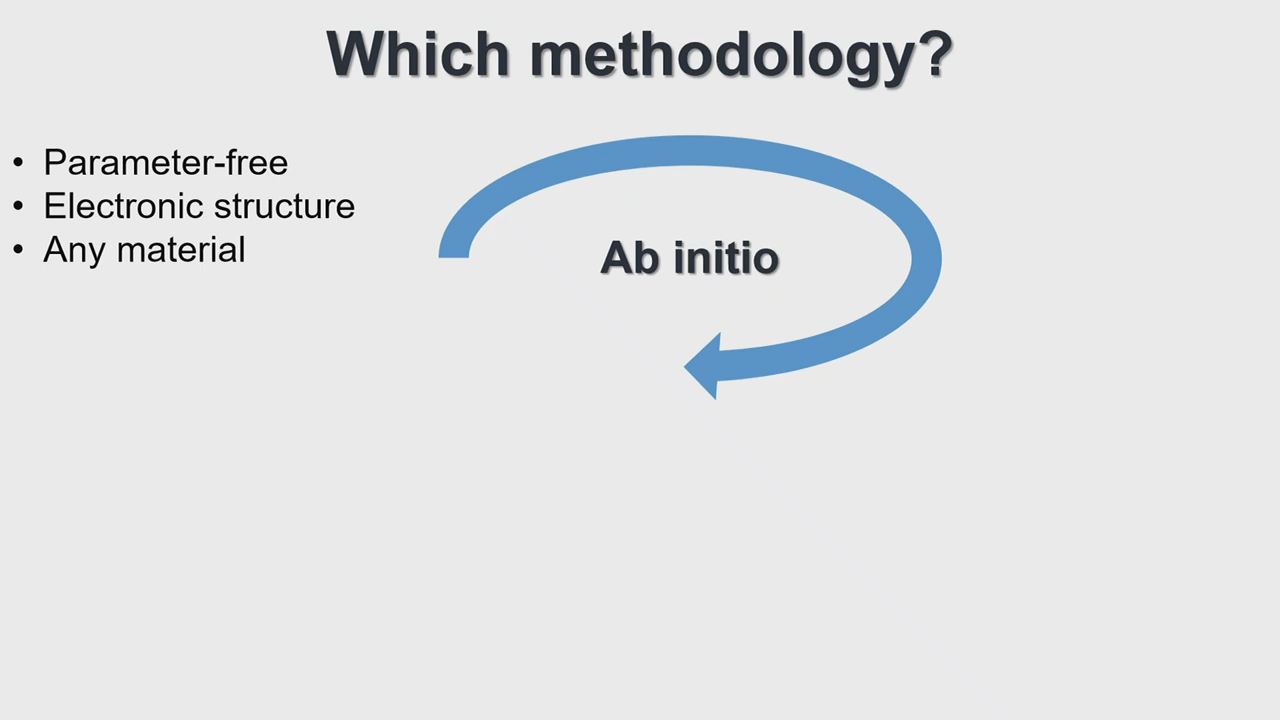 Which methodology?
• Parameter-free
• Electronic structure
• Any material
Ab initio